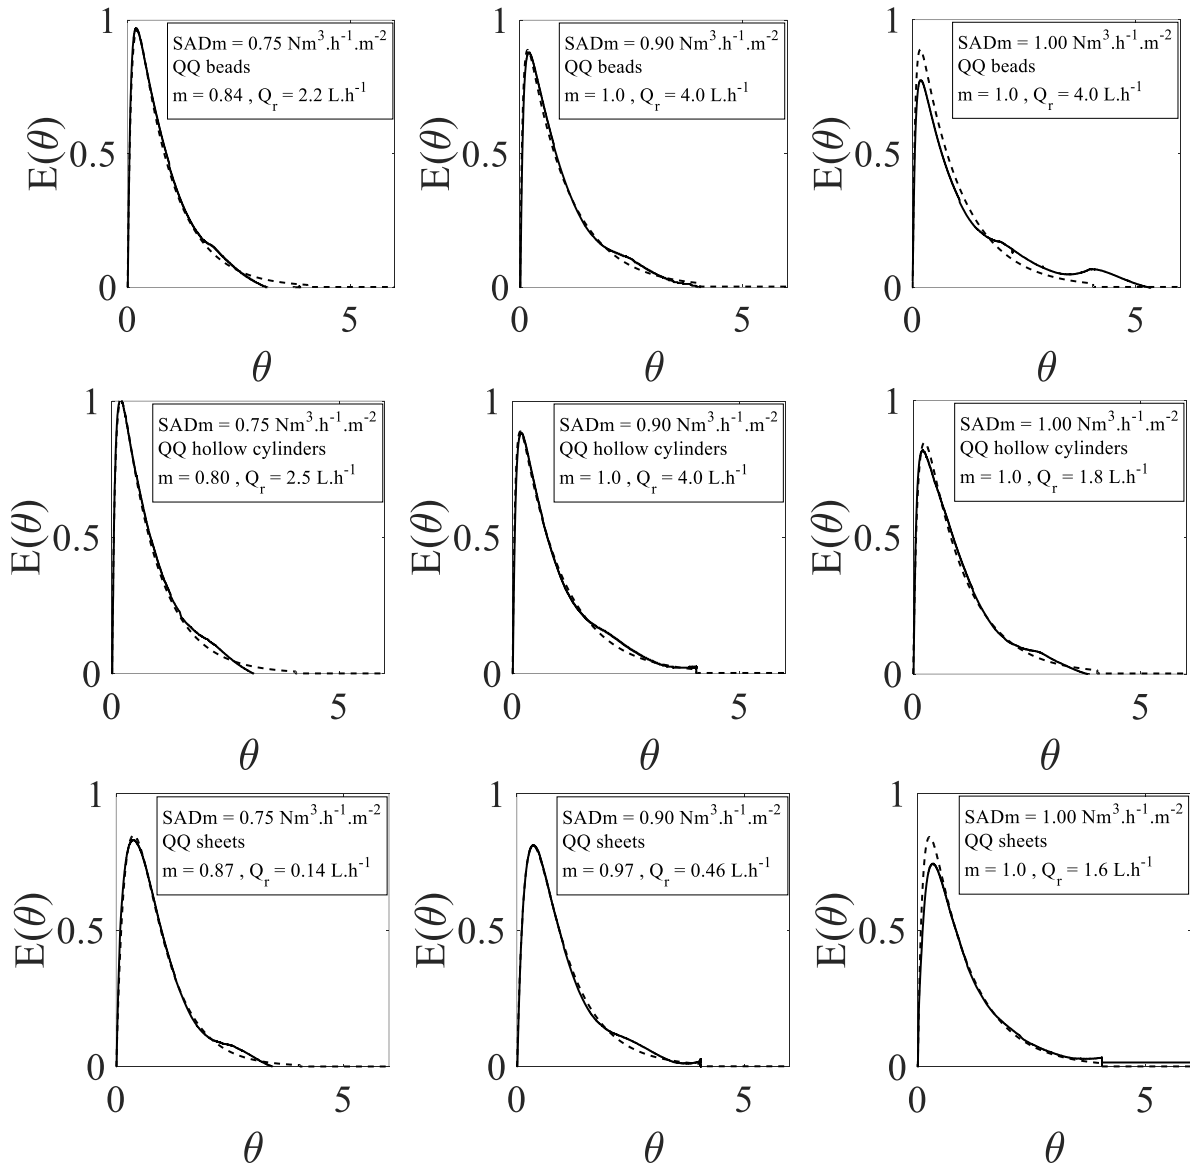 1
SADm = 0.75 Nm³.h⁻¹.m⁻²
QQ beads
m = 0.84 , Qᵣ = 2.2 L.h⁻¹
E(θ)
0.5
0
0
5
θ
1
SADm = 0.90 Nm³.h⁻¹.m⁻²
QQ beads
m = 1.0 , Qᵣ = 4.0 L.h⁻¹
E(θ)
0.5
0
0
5
θ
1
SADm = 1.00 Nm³.h⁻¹.m⁻²
QQ beads
m = 1.0 , Qᵣ = 4.0 L.h⁻¹
E(θ)
0.5
0
0
5
θ
1
SADm = 0.75 Nm³.h⁻¹.m⁻²
QQ hollow cylinders
m = 0.80 , Qᵣ = 2.5 L.h⁻¹
E(θ)
0.5
0
0
5
θ
1
SADm = 0.90 Nm³.h⁻¹.m⁻²
QQ hollow cylinders
m = 1.0 , Qᵣ = 4.0 L.h⁻¹
E(θ)
0.5
0
0
5
θ
1
SADm = 1.00 Nm³.h⁻¹.m⁻²
QQ hollow cylinders
m = 1.0 , Qᵣ = 1.8 L.h⁻¹
E(θ)
0.5
0
0
5
θ
1
SADm = 0.75 Nm³.h⁻¹.m⁻²
QQ sheets
m = 0.87 , Qᵣ = 0.14 L.h⁻¹
E(θ)
0.5
0
0
5
θ
1
SADm = 0.90 Nm³.h⁻¹.m⁻²
QQ sheets
m = 0.97 , Qᵣ = 0.46 L.h⁻¹
E(θ)
0.5
0
0
5
θ
1
SADm = 1.00 Nm³.h⁻¹.m⁻²
QQ sheets
m = 1.0 , Qᵣ = 1.6 L.h⁻¹
E(θ)
0.5
0
0
5
θ